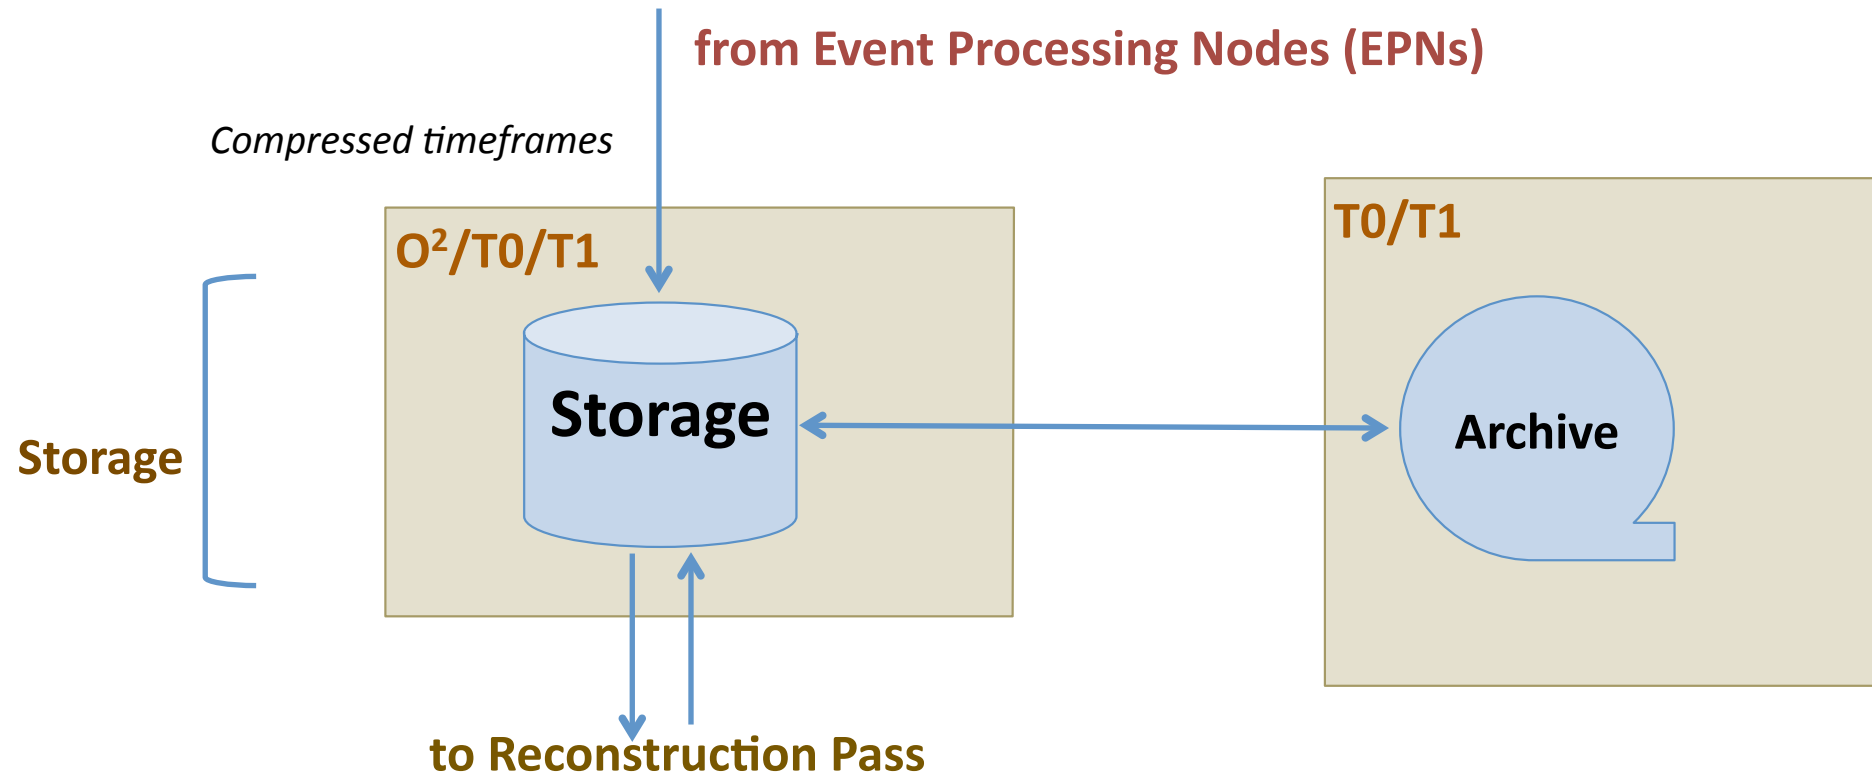 from Event Processing Nodes (EPNs)
Compressed timeframes
O²/T0/T1
T0/T1
Storage
Archive
Storage
to Reconstruction Pass